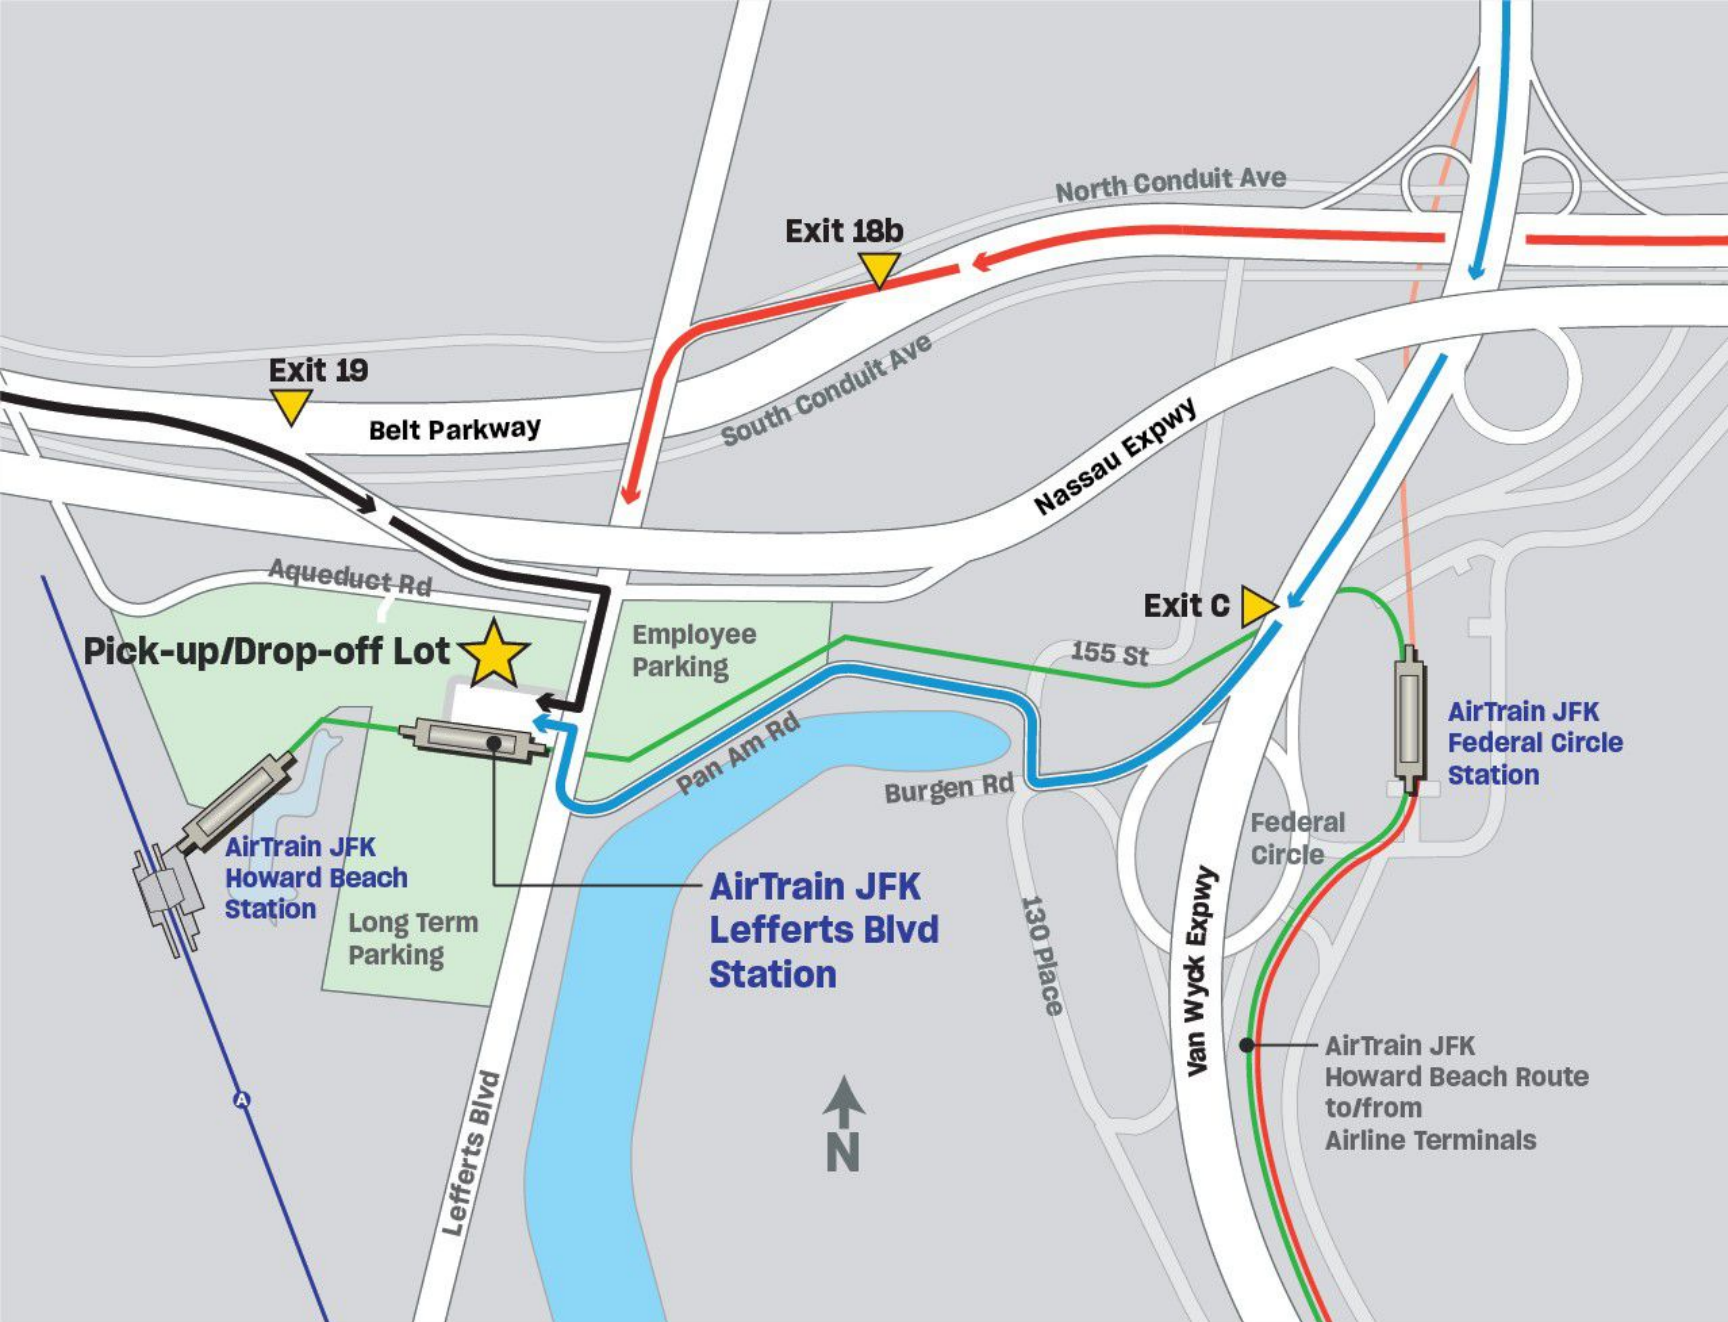 North Conduit Ave
Exit 18b
Exit 19
Belt Parkway
South Conduit Ave
Nassau Expwy
Aqueduct Rd
Exit C
Pick-up/Drop-off Lot
Employee
Parking
155 St
AirTrain JFK
Federal Circle
Station
Pan Am Rd
Burgen Rd
Federal
Circle
AirTrain JFK
Howard Beach
Station
AirTrain JFK
Lefferts Blvd
Station
Long Term
Parking
130 Place
Van Wyck Expwy
AirTrain JFK
Howard Beach Route
to/from
Airline Terminals
A
Lefferts Blvd
N